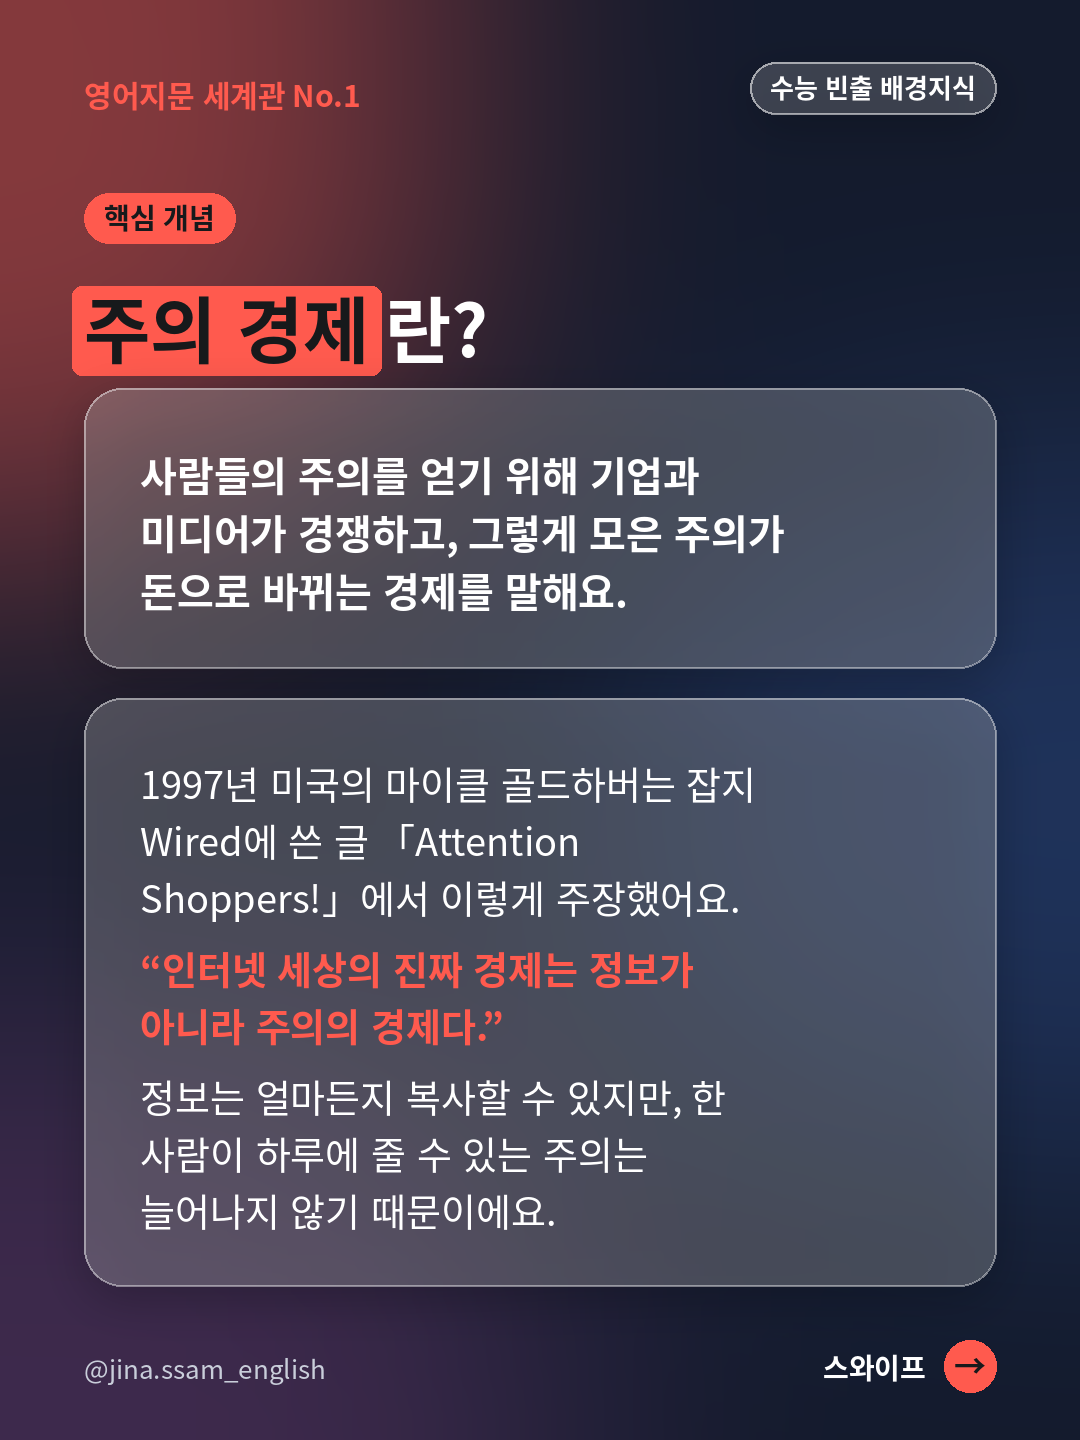 영어지문 세계관 No.1
수능 빈출 배경지식
핵심 개념
주의 경제란?
사람들의 주의를 얻기 위해 기업과
미디어가 경쟁하고, 그렇게 모은 주의가
돈으로 바뀌는 경제를 말해요.
1997년 미국의 마이클 골드하버는 잡지
Wired에 쓴 글 「Attention
Shoppers!」에서 이렇게 주장했어요.
“인터넷 세상의 진짜 경제는 정보가
아니라 주의의 경제다.”
정보는 얼마든지 복사할 수 있지만, 한
사람이 하루에 줄 수 있는 주의는
늘어나지 않기 때문이에요.
@jina.ssam_english
스와이프 →